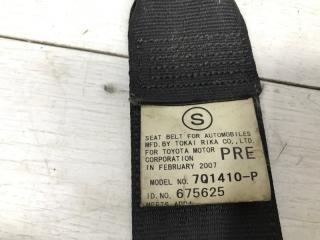 S
SEAT BELT FOR AUTOMOBILES
MFD. BY TOKAI RIKA CO., LTD.
FOR TOYOTA MOTOR
CORPORATION PRE
IN FEBRUARY 2007
MODEL NO. 7Q1410-P
ID. NO. 675625